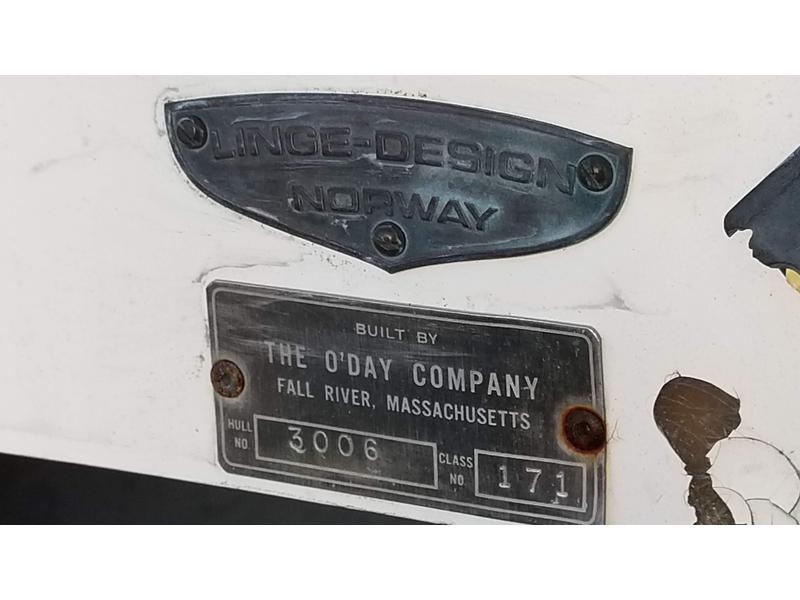 LINGE-DESIGN
NORWAY
BUILT BY
THE O'DAY COMPANY
FALL RIVER, MASSACHUSETTS
HULL NO. 3006 CLASS NO. 171